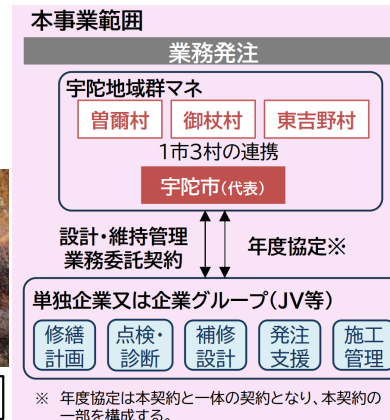 本事業範囲
業務発注
宇陀地域群マネ
曽爾村 御杖村 東吉野村
1市3村の連携
宇陀市(代表)
設計・維持管理
業務委託契約
年度協定※
単独企業又は企業グループ(JV等)
修繕
計画
点検・
診断
補修
設計
発注
支援
施工
管理
※ 年度協定は本契約と一体の契約となり、本契約の
一部を構成する。